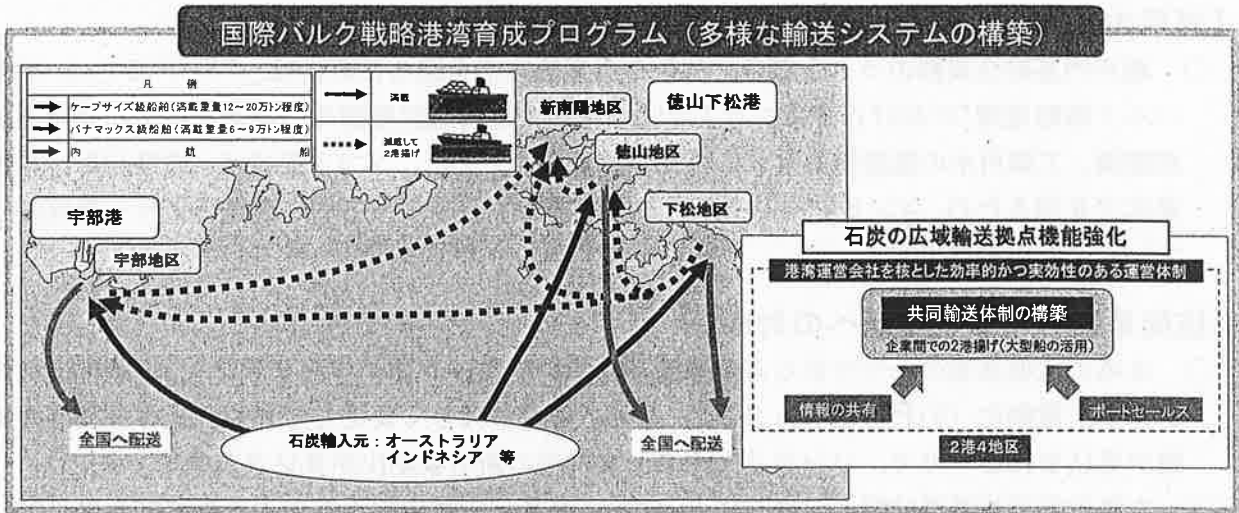 国際バルク戦略港湾育成プログラム（多様な輸送システムの構築）
凡例
ケープサイズ級船舶（満載重量12～20万トン程度）
パナマックス級船舶（満載重量6～9万トン程度）
内航船
満載
減載して
2港揚げ
新南陽地区
徳山下松港
徳山地区
下松地区
宇部港
宇部地区
全国へ配送
石炭輸入元：オーストラリア
インドネシア 等
全国へ配送
石炭の広域輸送拠点機能強化
港湾運営会社を核とした効率的かつ実効性のある運営体制
共同輸送体制の構築
企業間での2港揚げ（大型船の活用）
情報の共有
ポートセールス
2港4地区